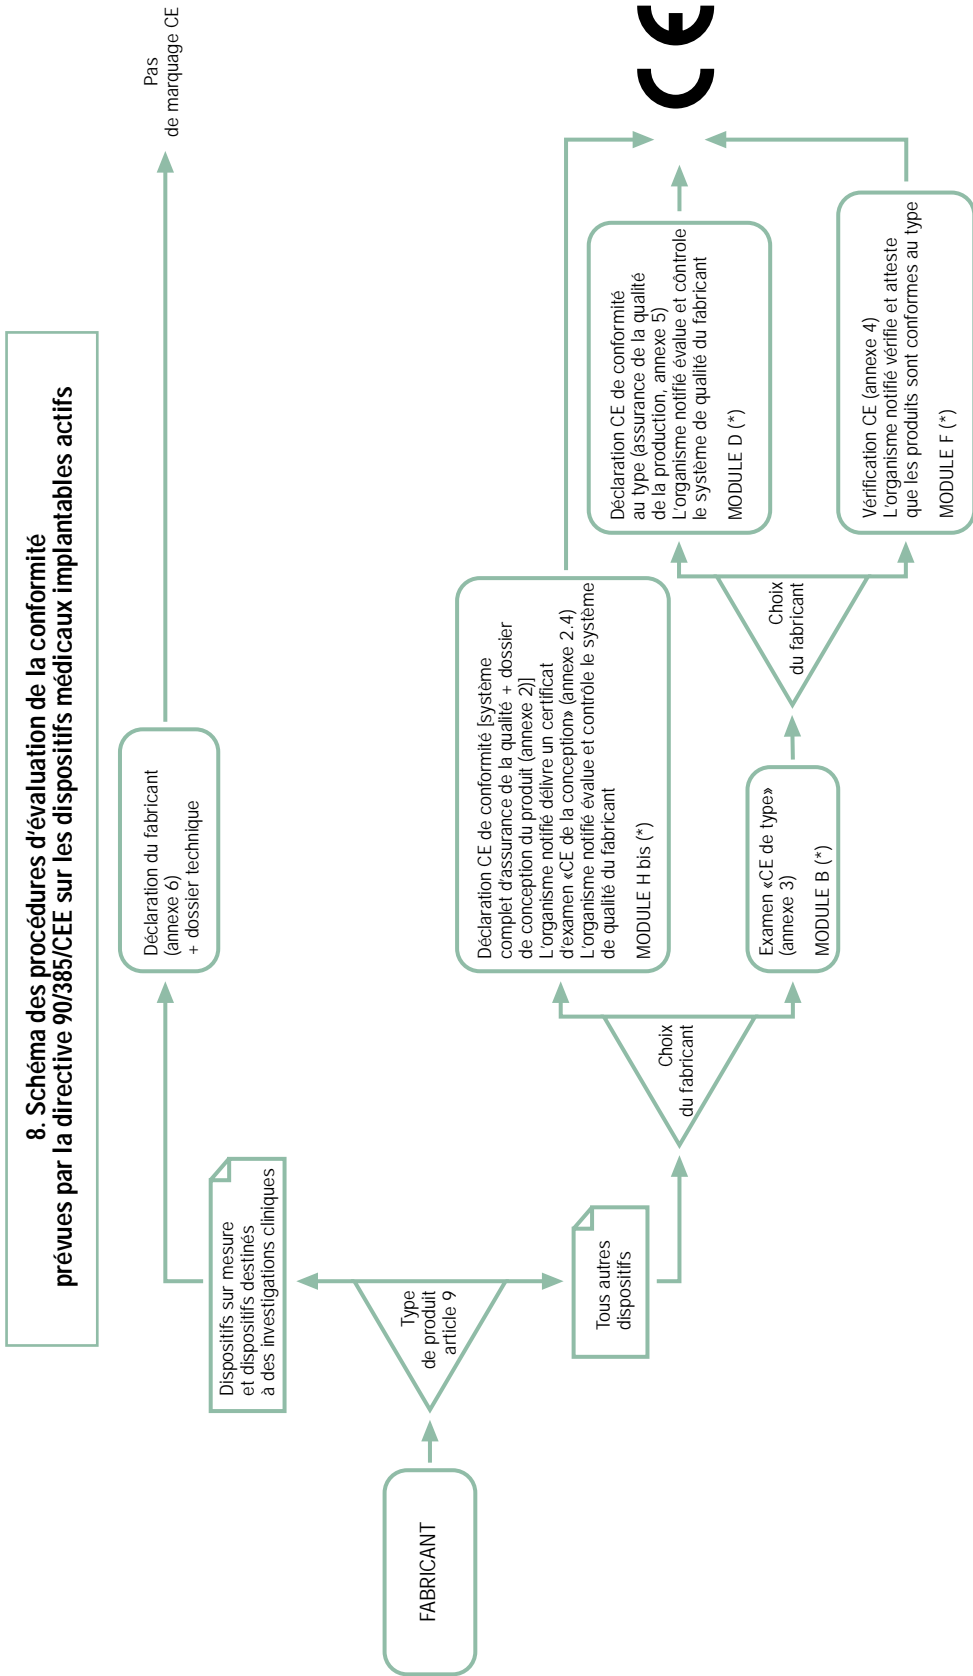 8. Schéma des procédures d'évaluation de la conformité
prévues par la directive 90/385/CEE sur les dispositifs médicaux implantables actifs
FABRICANT
Type
de produit
article 9
Dispositifs sur mesure
et dispositifs destinés
à des investigations cliniques
Déclaration du fabricant
(annexe 6)
+ dossier technique
Pas
de marquage CE
Tous autres
dispositifs
Choix
du fabricant
Déclaration CE de conformité [système
complet d'assurance de la qualité + dossier
de conception du produit (annexe 2)]
L'organisme notifié délivre un certificat
d'examen «CE de la conception» (annexe 2.4)
L'organisme notifié évalue et contrôle le système
de qualité du fabricant
MODULE H bis (*)
Examen «CE de type»
(annexe 3)
MODULE B (*)
Choix
du fabricant
Déclaration CE de conformité
au type (assurance de la qualité
de la production, annexe 5)
L'organisme notifié évalue et côntrole
le système de qualité du fabricant
MODULE D (*)
Vérification CE (annexe 4)
L'organisme notifié vérifie et atteste
que les produits sont conformes au type
MODULE F (*)
CE